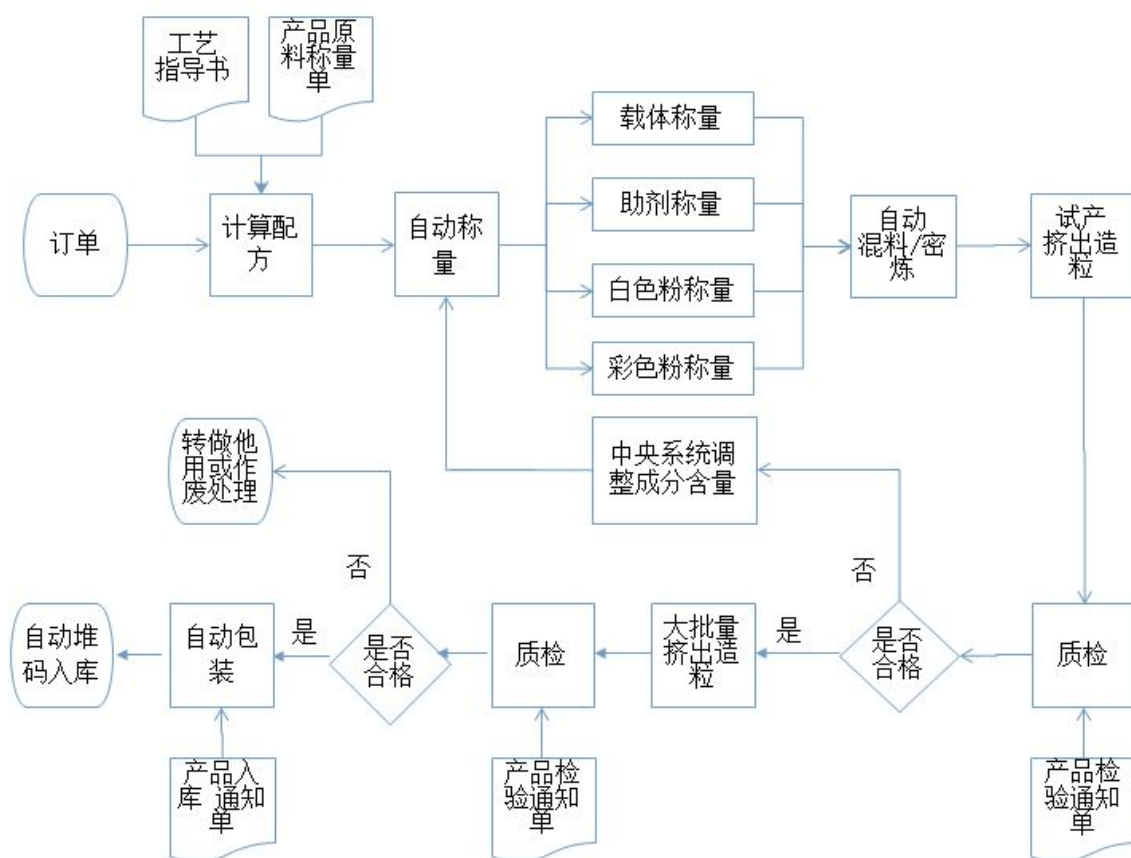 工艺
指导书
产品原
料称量
单
载体称量
助剂称量
订单
计算配
方
自动称
量
自动
混料/密
炼
试产
挤出造
粒
白色粉称量
彩色粉称量
转做他
用或作
废处理
中央系统调
整成分含量
否
否
自动堆
码入库
自动包
装
是
是否
合格
质检
大批量
挤出造
粒
是
是否
合格
质检
产品入
库 通知
单
产品检
验通知
单
产品检
验通知
单